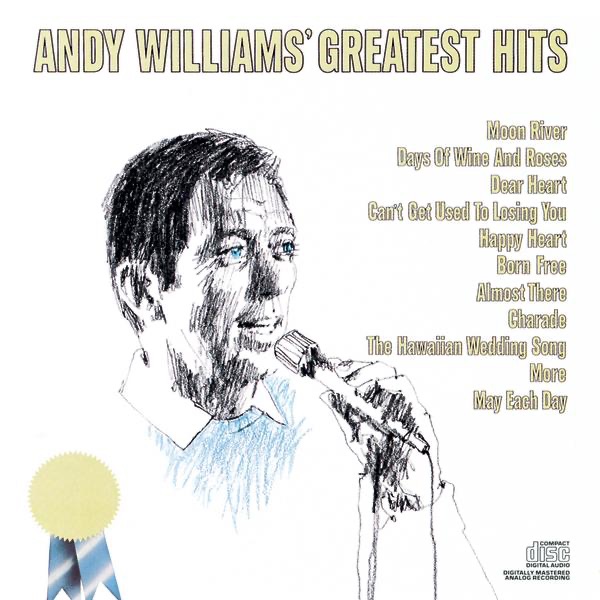 ANDY WILLIAMS' GREATEST HITS
Moon River
Days Of Wine And Roses
Dear Heart
Can't Get Used To Losing You
Happy Heart
Born Free
Almost There
Charade
The Hawaiian Wedding Song
More
May Each Day
COMPACT
disc
DIGITAL AUDIO
DIGITALLY MASTERED
ANALOG RECORDING